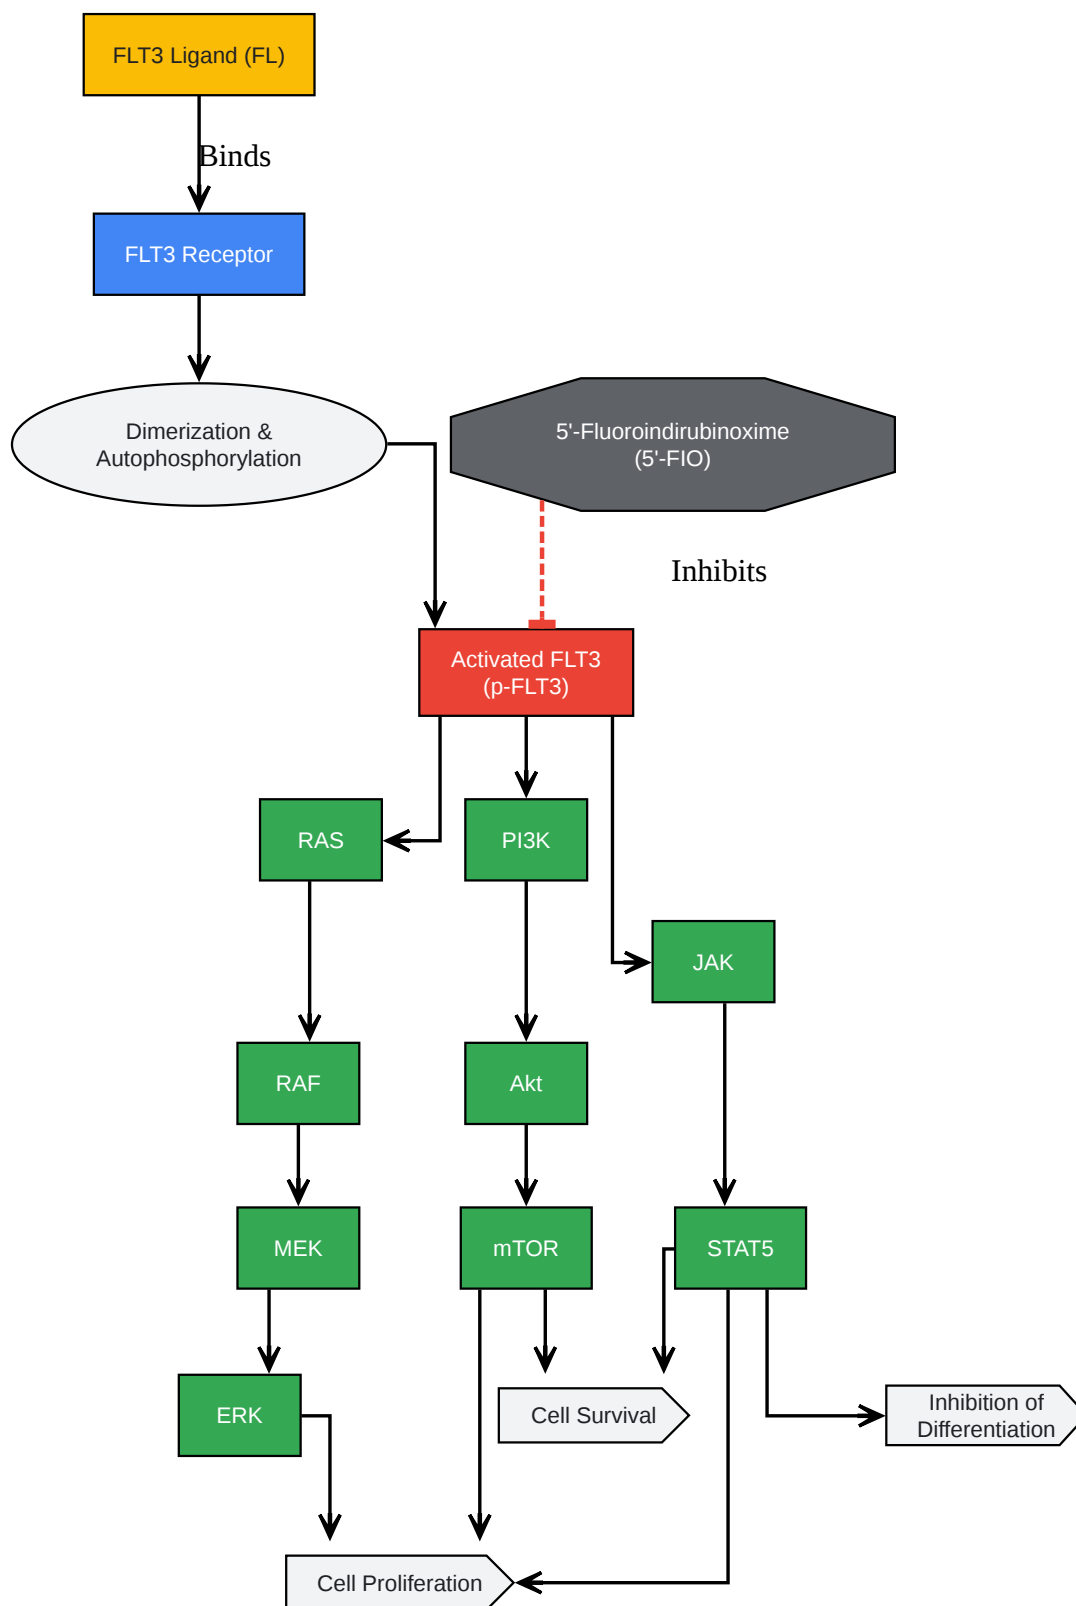 FLT3 Ligand (FL)
Binds
FLT3 Receptor
Dimerization &
Autophosphorylation
5'-Fluoroindirubinoxime
(5'-FIO)
Inhibits
Activated FLT3
(p-FLT3)
RAS
PI3K
JAK
RAF
Akt
MEK
mTOR
STAT5
ERK
Cell Survival
Inhibition of
Differentiation
Cell Proliferation